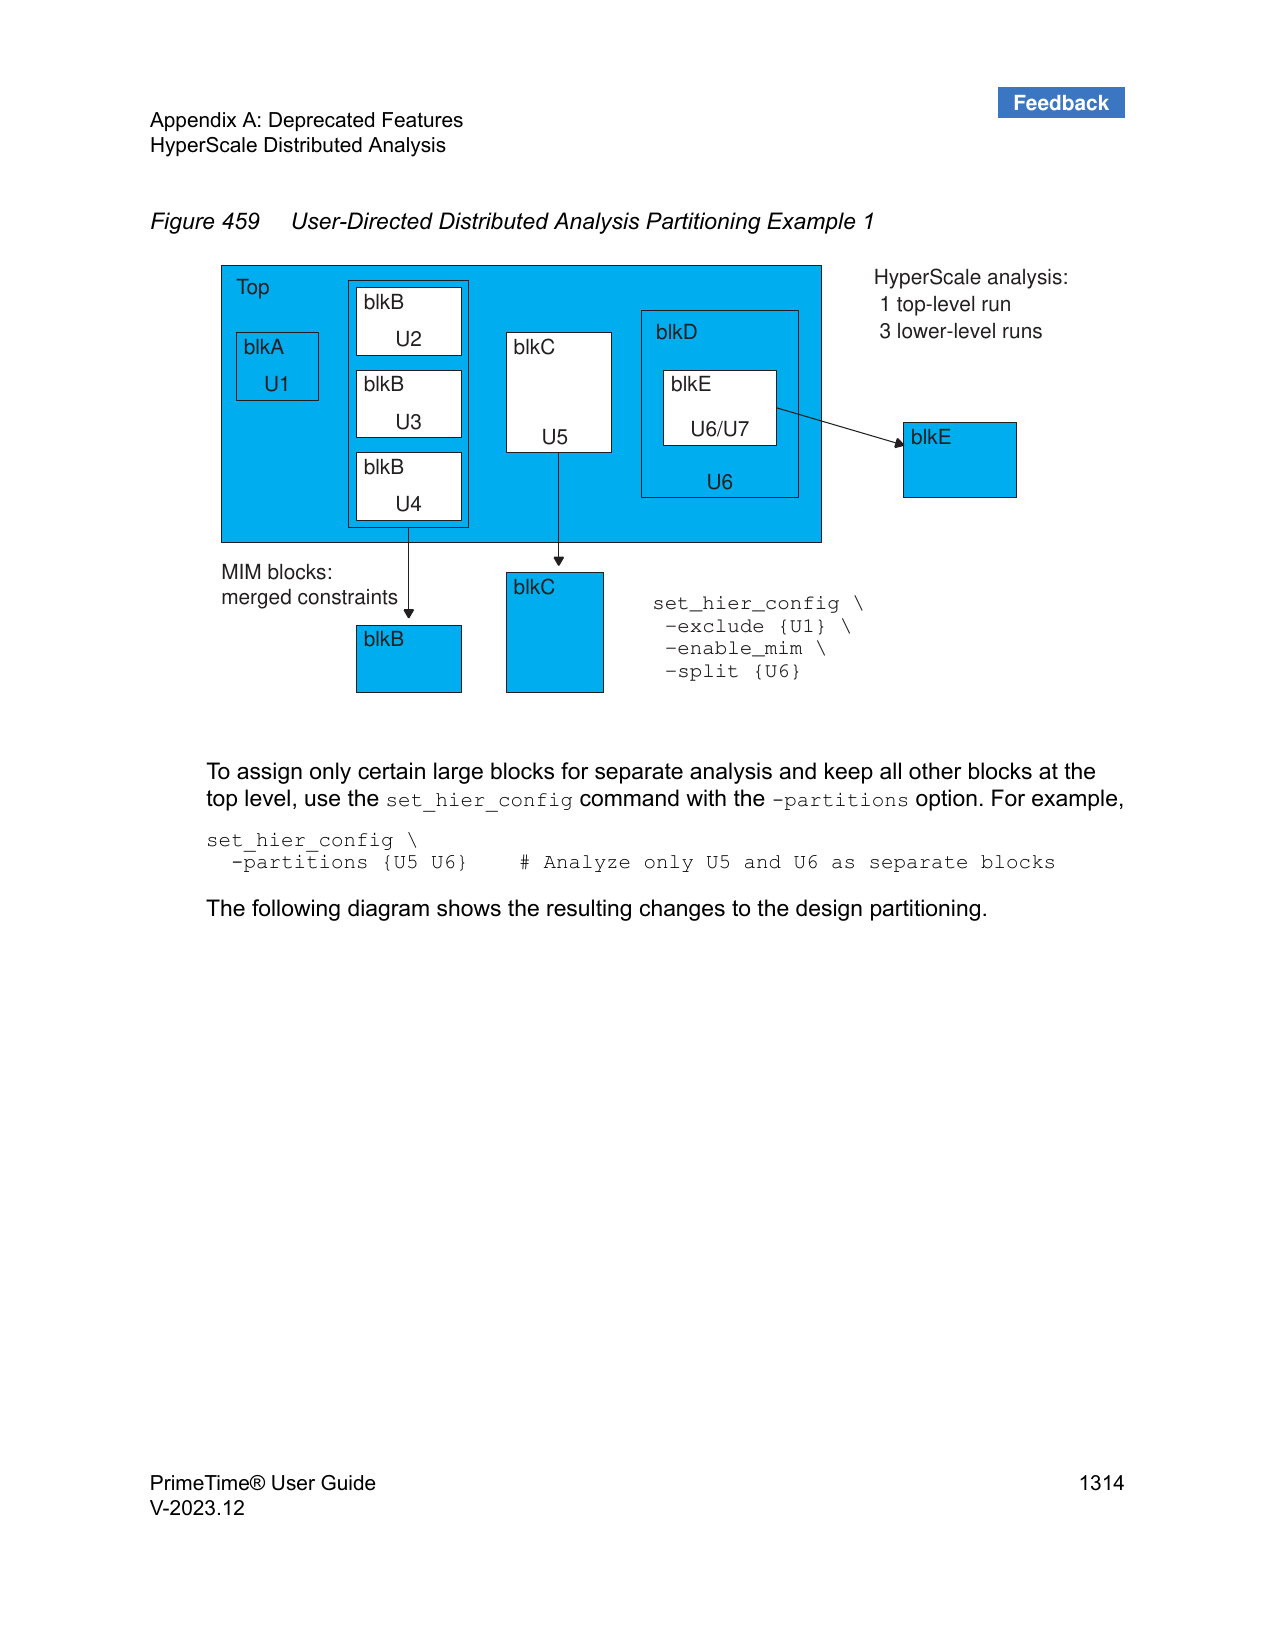 Feedback
Appendix A: Deprecated Features
HyperScale Distributed Analysis
Figure 459 User-Directed Distributed Analysis Partitioning Example 1
Top
blkA
U1
blkB
U2
blkB
U3
blkB
U4
blkC
U5
blkD
blkE
U6/U7
U6
HyperScale analysis:
1 top-level run
3 lower-level runs
blkE
MIM blocks:
merged constraints
blkB
blkC
set_hier_config \
-exclude {U1} \
-enable_mim \
-split {U6}
To assign only certain large blocks for separate analysis and keep all other blocks at the
top level, use the set_hier_config command with the -partitions option. For example,
set_hier_config \
-partitions {U5 U6} # Analyze only U5 and U6 as separate blocks
The following diagram shows the resulting changes to the design partitioning.
PrimeTime® User Guide 1314
V-2023.12